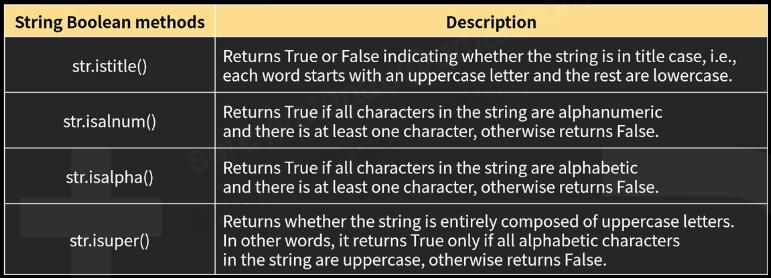 String Boolean methods
Description
str.istitle()
Returns True or False indicating whether the string is in title case, i.e.,
each word starts with an uppercase letter and the rest are lowercase.
str.isalnum()
Returns True if all characters in the string are alphanumeric
and there is at least one character, otherwise returns False.
str.isalpha()
Returns True if all characters in the string are alphabetic
and there is at least one character, otherwise returns False.
str.isuper()
Returns whether the string is entirely composed of uppercase letters.
In other words, it returns True only if all alphabetic characters
in the string are uppercase, otherwise returns False.